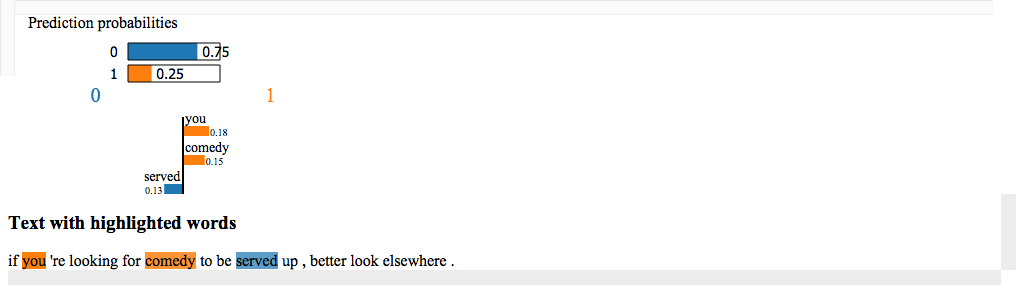 Prediction probabilities
0 0.75
1 0.25
0 1
you
0.18
comedy
0.15
served
0.13
Text with highlighted words
if you 're looking for comedy to be served up , better look elsewhere .